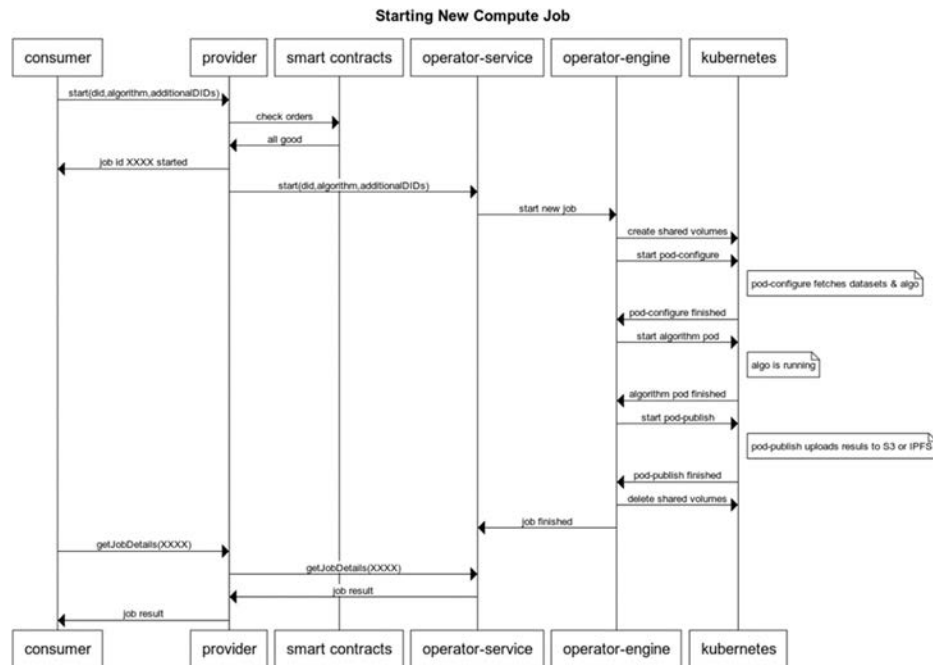 Starting New Compute Job
consumer provider smart contracts operator-service operator-engine kubernetes
start(did,algorithm,additionalDIDs)
check orders
all good
job id XXXX started
start(did,algorithm,additionalDIDs)
start new job
create shared volumes
start pod-configure
pod-configure fetches datasets & algo
pod-configure finished
start algorithm pod
algo is running
algorithm pod finished
start pod-publish
pod-publish uploads resuls to S3 or IPFS
pod-publish finished
delete shared volumes
job finished
getJobDetails(XXXX)
getJobDetails(XXXX)
job result
job result
consumer provider smart contracts operator-service operator-engine kubernetes